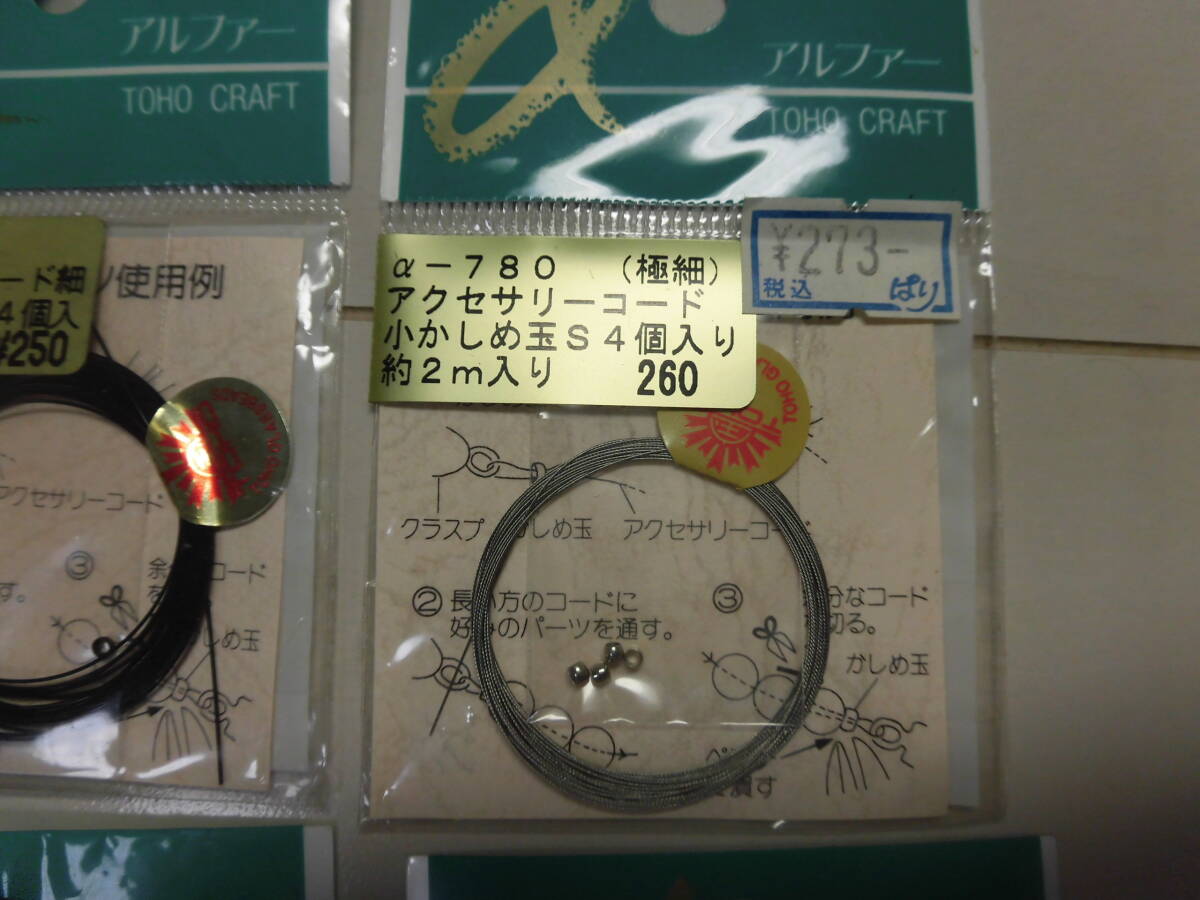 アルファー
TOHO CRAFT
ード細
4個入
¥250
使用例
アクセサリーコード
③
コード
しめ玉
α
アルファー
TOHO CRAFT
¥273-
税込
ぱり
α-780 (極細)
アクセサリーコード
小かしめ玉S4個入り
約2m入り 260
TOHO
クラスプ
しめ玉
アクセサリーコー
② 長い方のコードに
好みのパーツを通す。
③
分なコード
切る。
かしめ玉